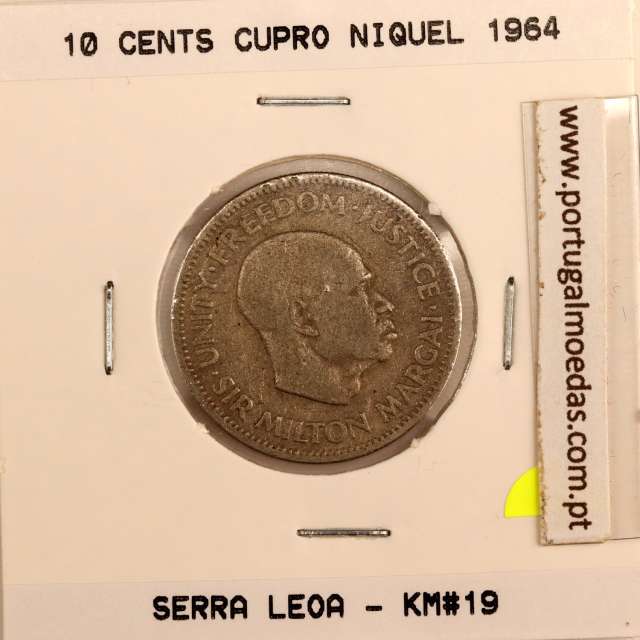 10 CENTS CUPRO NIQUEL 1964
UNITY · FREEDOM · JUSTICE ·
SIR MILTON MARGAI
www.portugalmoedas.com.pt
SERRA LEOA - KM#19